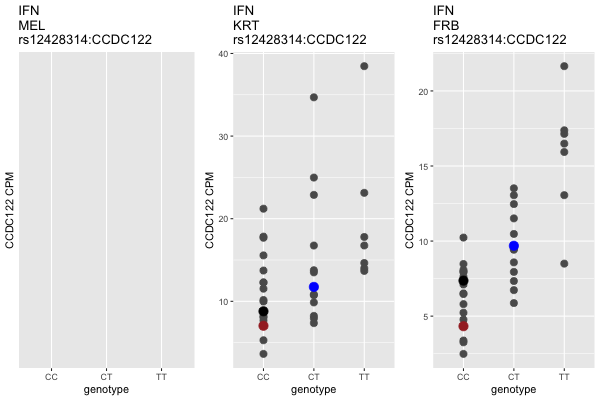 IFN
MEL
rs12428314:CCDC122
CCDC122 CPM
CC CT TT
genotype
IFN
KRT
rs12428314:CCDC122
CCDC122 CPM
40
30
20
10
CC CT TT
genotype
IFN
FRB
rs12428314:CCDC122
CCDC122 CPM
20
15
10
5
CC CT TT
genotype